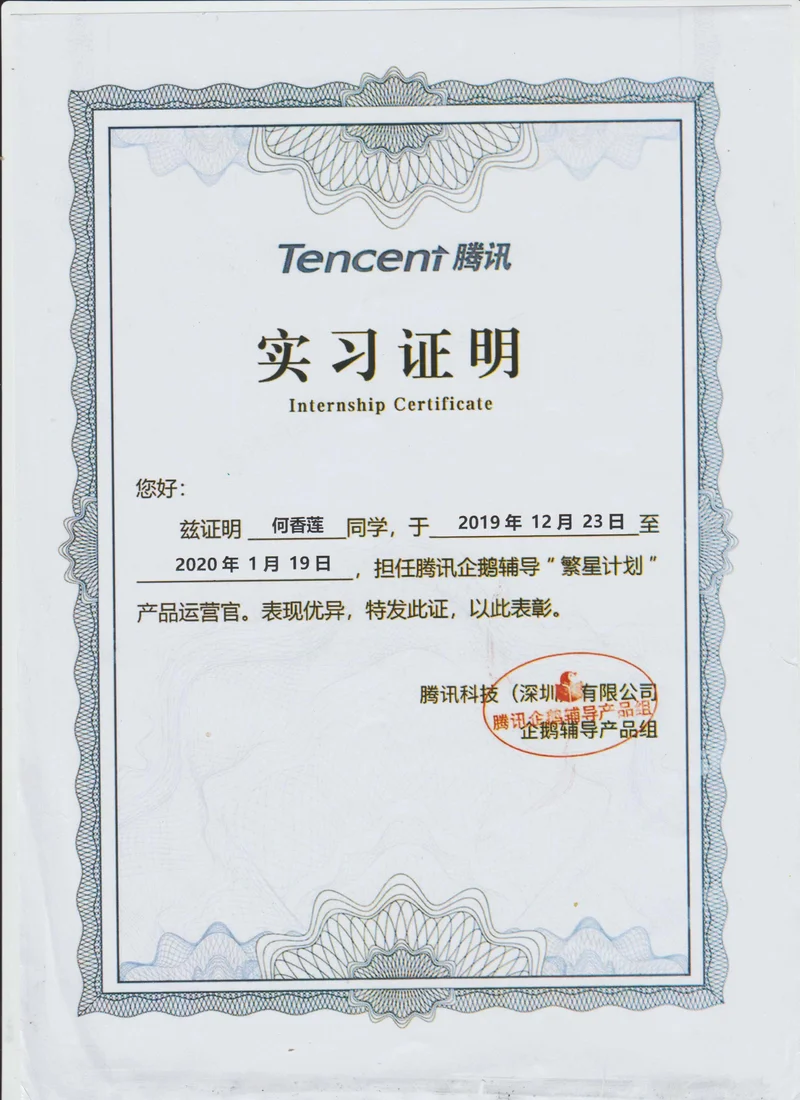 Tencent 腾讯
实习证明
Internship Certificate
您好：
兹证明 何香莲 同学，于 2019 年 12 月 23 日 至
2020 年 1 月 19 日 ，担任腾讯企鹅辅导“繁星计划”
产品运营官。表现优异，特发此证，以此表彰。
腾讯科技（深圳 有限公司
腾讯企鹅辅导产品组
企鹅辅导产品组